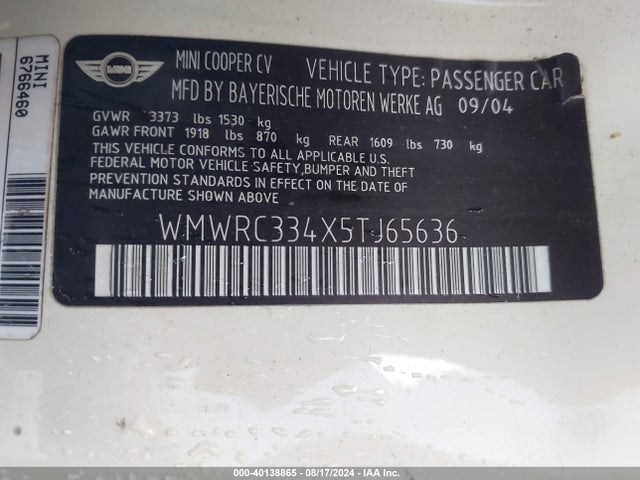 MINI
6766460
MINI
MINI COOPER CV VEHICLE TYPE: PASSENGER CAR
MFD BY BAYERISCHE MOTOREN WERKE AG 09/04
GVWR 3373 lbs 1530 kg
GAWR FRONT 1918 lbs 870 kg REAR 1609 lbs 730 kg
THIS VEHICLE CONFORMS TO ALL APPLICABLE U.S.
FEDERAL MOTOR VEHICLE SAFETY,BUMPER AND THEFT
PREVENTION STANDARDS IN EFFECT ON THE DATE
OF MANUFACTURE SHOWN ABOVE
WMWRC334X5TJ65636
000-40138865 - 08/17/2024 - IAA Inc.